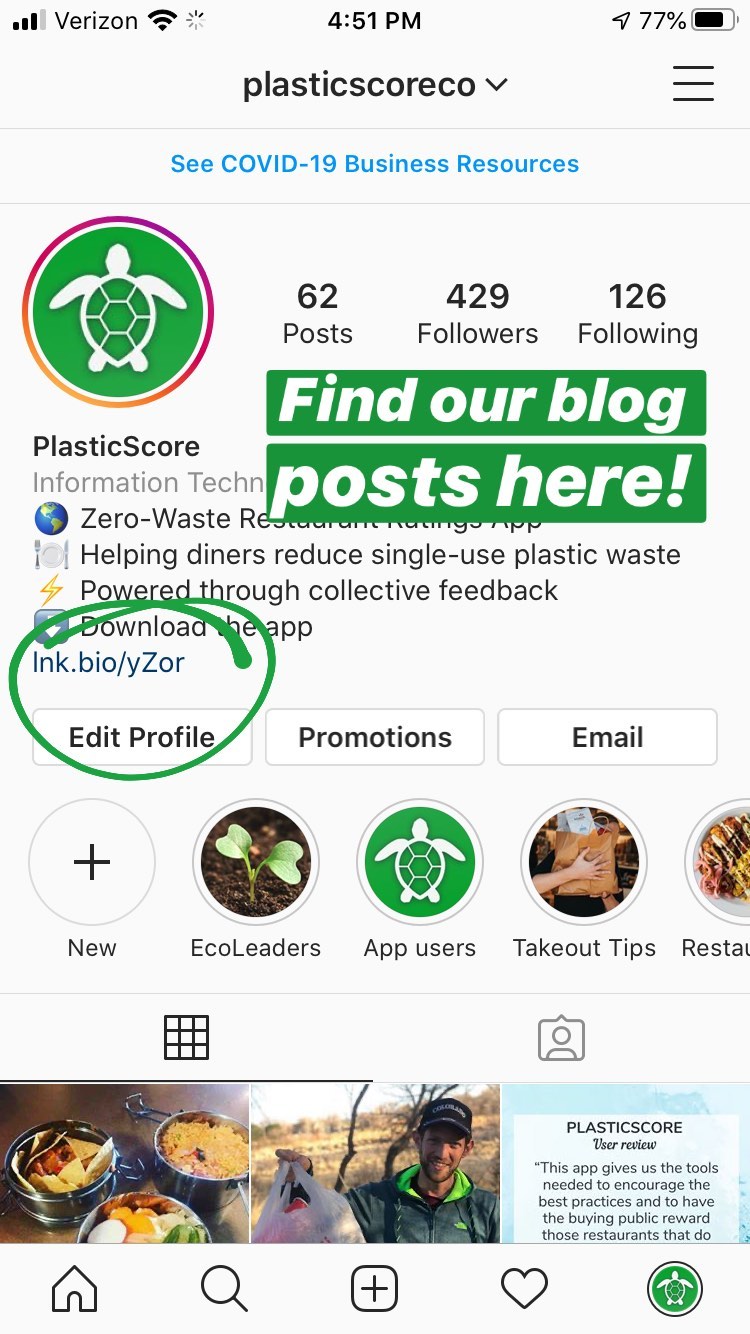 Verizon 4:51 PM 77%
plasticscoreco
See COVID-19 Business Resources
62 429 126
Posts Followers Following
Find our blog
posts here!
PlasticScore
Information Techn
Zero-Waste Restaurant Ratings App
Helping diners reduce single-use plastic waste
Powered through collective feedback
Download the app
lnk.bio/yZor
Edit Profile Promotions Email
New EcoLeaders App users Takeout Tips Restau
COLORADO
PLASTICSCORE
User review
"This app gives us the tools
needed to encourage the
best practices and to have
the buying public reward
those restaurants that do